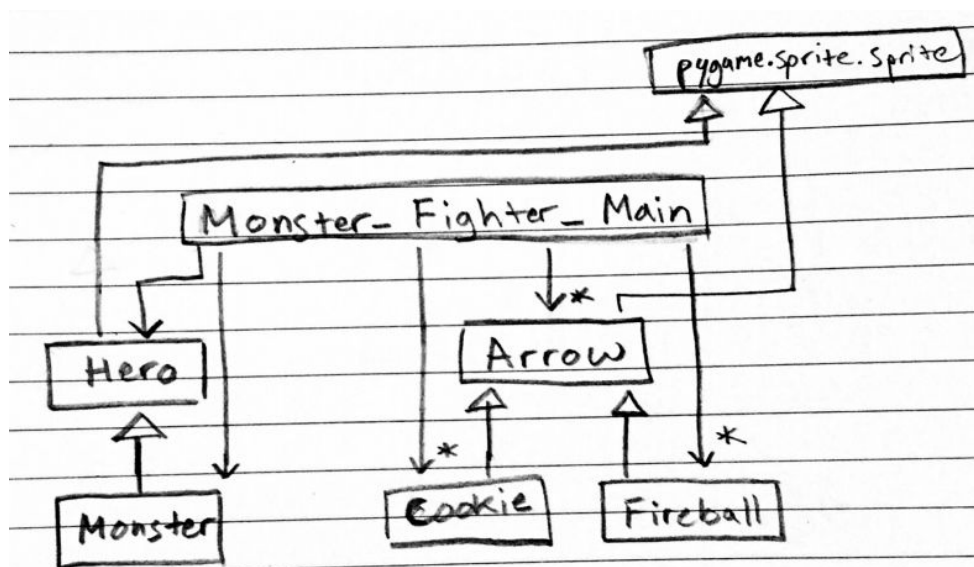 pygame.sprite.Sprite
Monster_Fighter_Main
*
Hero
Arrow
*
*
Monster
Cookie
Fireball